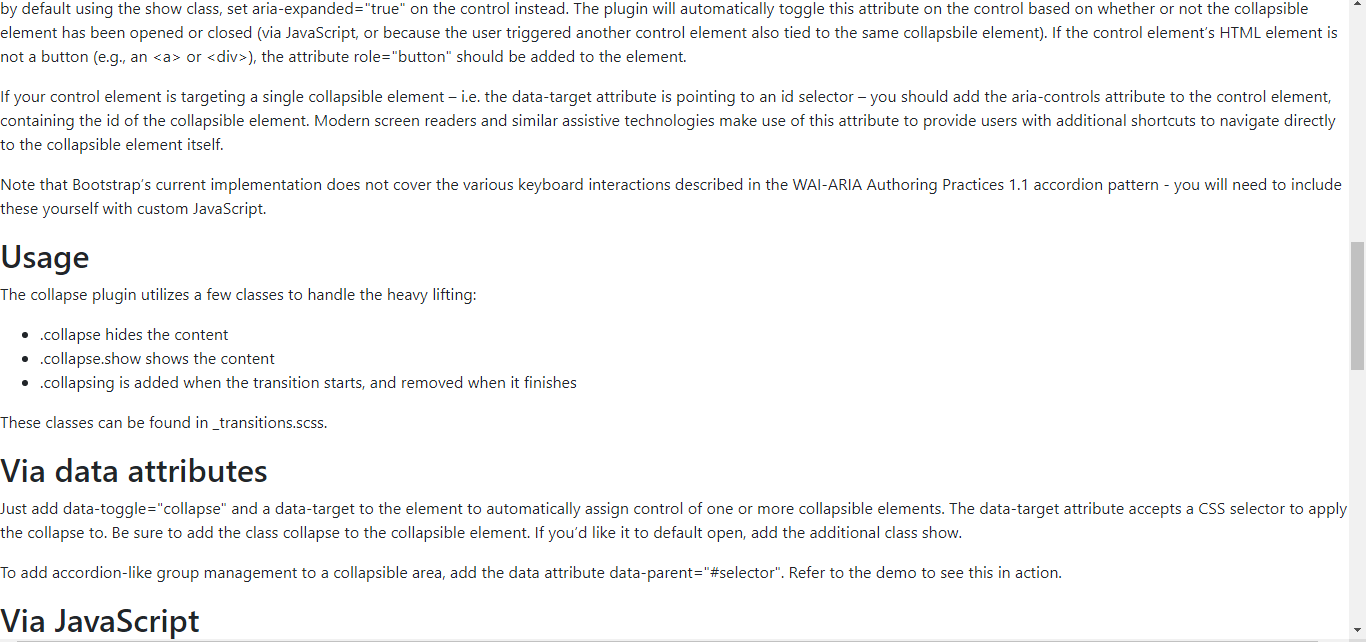 by default using the show class, set aria-expanded="true" on the control instead. The plugin will automatically toggle this attribute on the control based on whether or not the collapsible
element has been opened or closed (via JavaScript, or because the user triggered another control element also tied to the same collapsbile element). If the control element’s HTML element is
not a button (e.g., an <a> or <div>), the attribute role="button" should be added to the element.
If your control element is targeting a single collapsible element – i.e. the data-target attribute is pointing to an id selector – you should add the aria-controls attribute to the control element,
containing the id of the collapsible element. Modern screen readers and similar assistive technologies make use of this attribute to provide users with additional shortcuts to navigate directly
to the collapsible element itself.
Note that Bootstrap’s current implementation does not cover the various keyboard interactions described in the WAI-ARIA Authoring Practices 1.1 accordion pattern - you will need to include
these yourself with custom JavaScript.
Usage
The collapse plugin utilizes a few classes to handle the heavy lifting:
• .collapse hides the content
• .collapse.show shows the content
• .collapsing is added when the transition starts, and removed when it finishes
These classes can be found in _transitions.scss.
Via data attributes
Just add data-toggle="collapse" and a data-target to the element to automatically assign control of one or more collapsible elements. The data-target attribute accepts a CSS selector to apply
the collapse to. Be sure to add the class collapse to the collapsible element. If you’d like it to default open, add the additional class show.
To add accordion-like group management to a collapsible area, add the data attribute data-parent="#selector". Refer to the demo to see this in action.
Via JavaScript